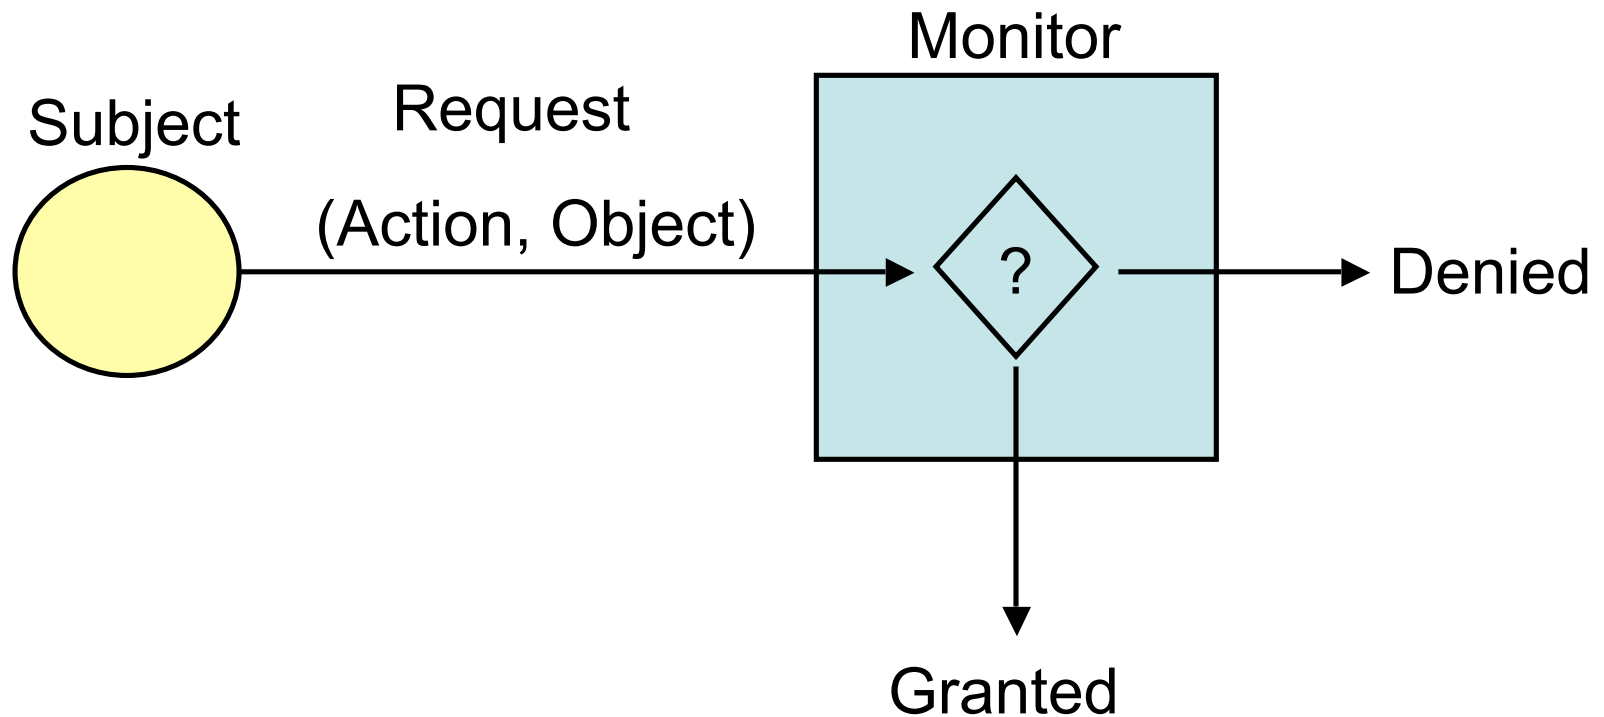 Monitor
Subject
Request
(Action, Object)
?
Denied
Granted